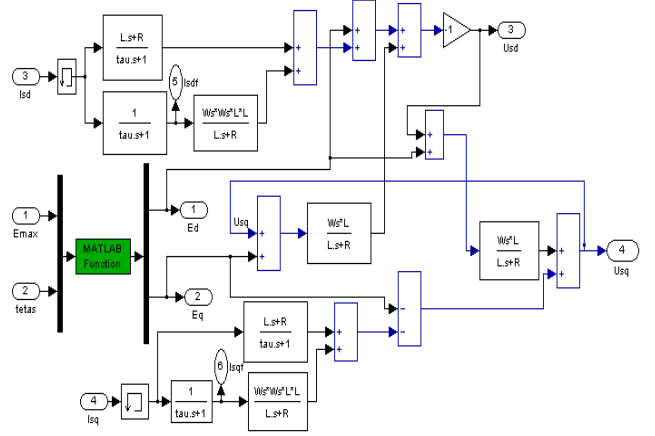 L.s+R
tau.s+1
+
+
+
+
+
+
-1
3
Usd
3
Isd
5
Isdf
1
tau.s+1
Ws*Ws*L*L
L.s+R
+
+
1
Emax
MATLAB
Function
1
Ed
Usq
+
+
Ws*L
L.s+R
Ws*L
L.s+R
+
+
4
Usq
2
tetas
2
Eq
L.s+R
tau.s+1
+
+
-
-
6
Isqf
4
Isq
1
tau.s+1
Ws*Ws*L*L
L.s+R